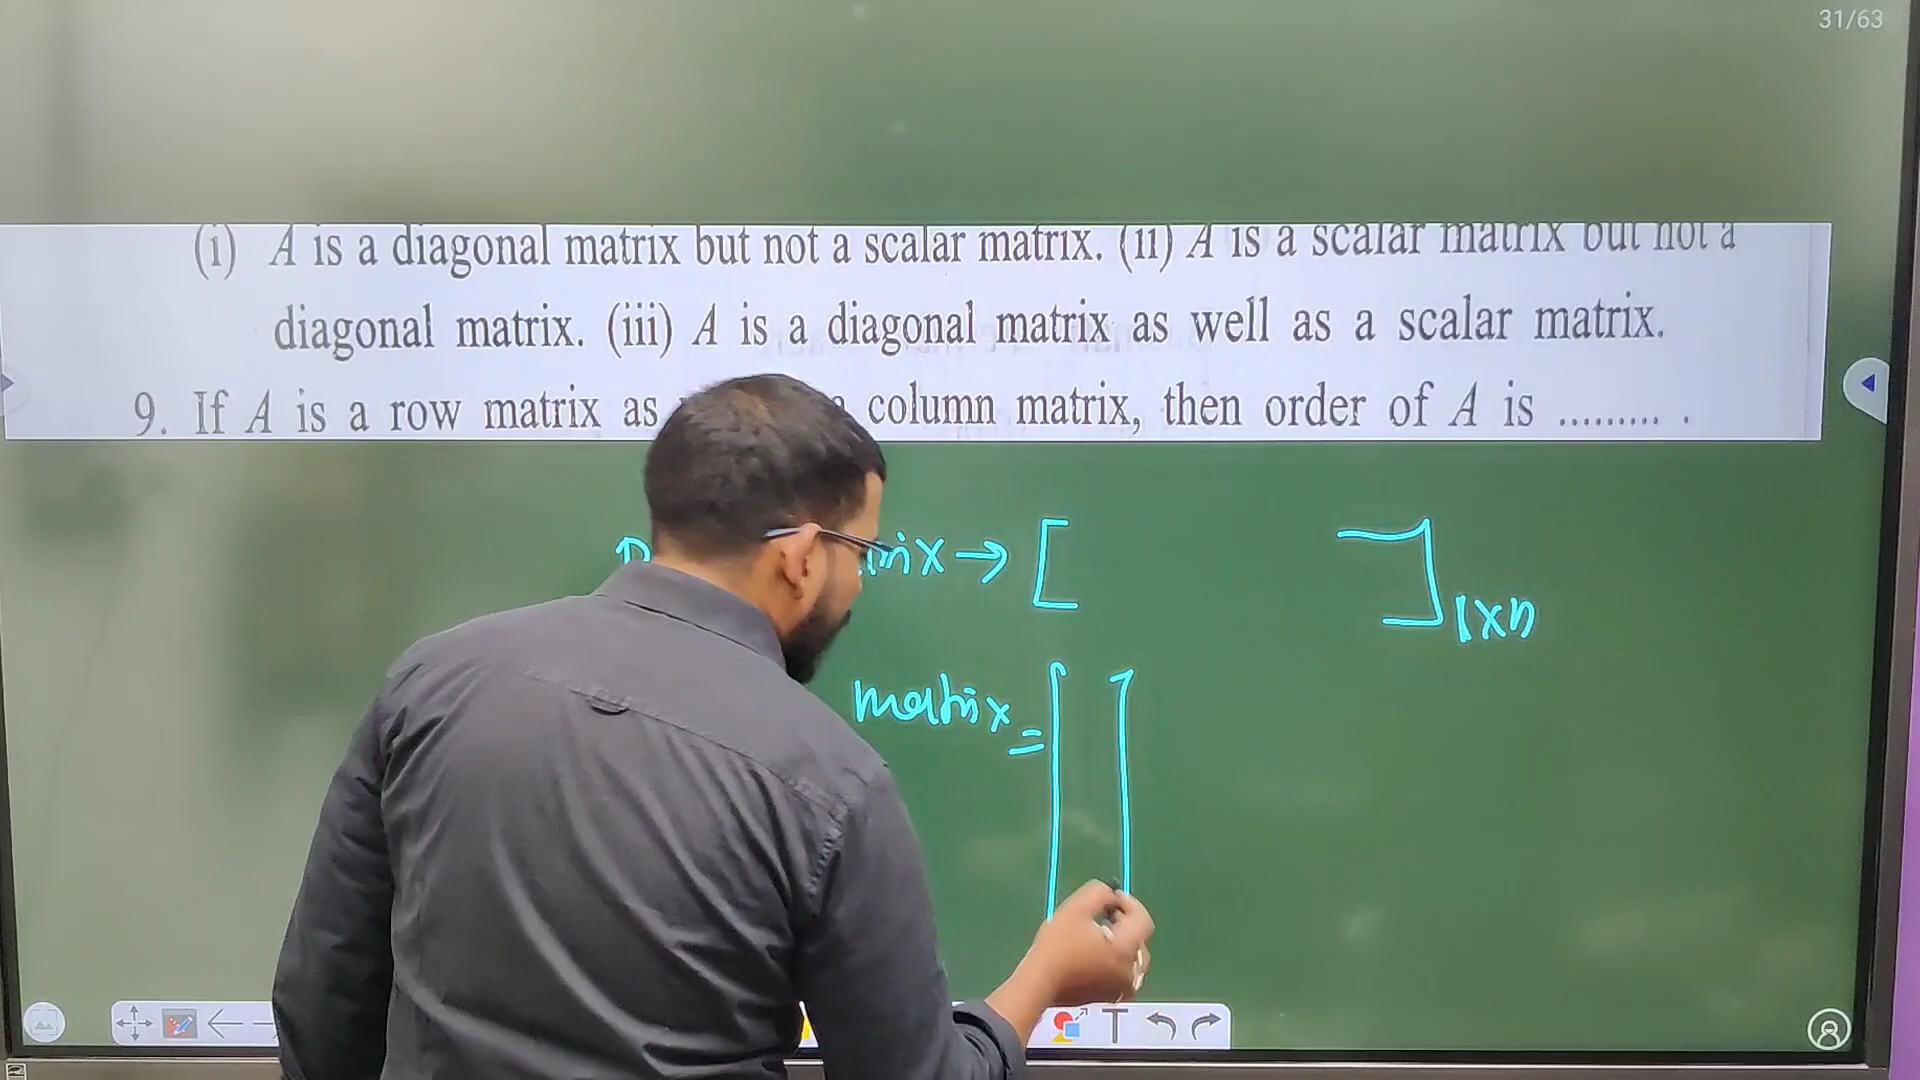 31/63
(i) A is a diagonal matrix but not a scalar matrix. (ii) A is a scalar matrix but not a
diagonal matrix. (iii) A is a diagonal matrix as well as a scalar matrix.
9. If A is a row matrix as column matrix, then order of A is ......... .
→ [ ]1×n
matrix = [ ]
T